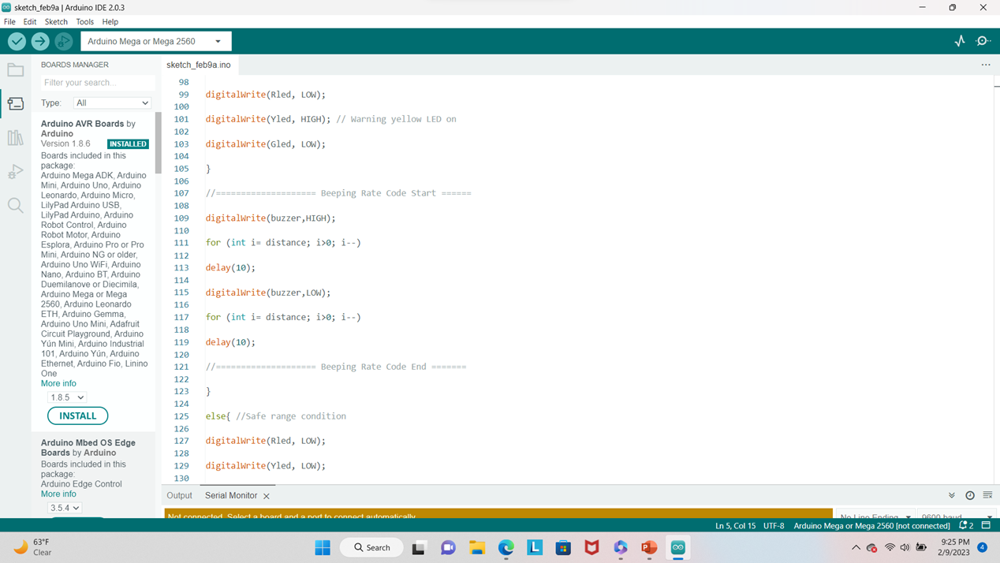 sketch_feb9a | Arduino IDE 2.0.3
File Edit Sketch Tools Help
Arduino Mega or Mega 2560
BOARDS MANAGER
Filter your search...
Type: All
Arduino AVR Boards by
Arduino
Version 1.8.6 INSTALLED
Boards included in this
package:
Arduino Mega ADK, Arduino
Mini, Arduino Uno, Arduino
Leonardo, Arduino Micro,
LilyPad Arduino USB,
LilyPad Arduino, Arduino
Robot Control, Arduino
Robot Motor, Arduino
Esplora, Arduino Pro or Pro
Mini, Arduino NG or older,
Arduino Uno WiFi, Arduino
Nano, Arduino BT, Arduino
Duemilanove or Diecimila,
Arduino Mega or Mega
2560, Arduino Leonardo
ETH, Arduino Gemma,
Arduino Uno Mini, Adafruit
Circuit Playground, Arduino
Yún Mini, Arduino Industrial
101, Arduino Yún, Arduino
Ethernet, Arduino Fio, Linino
One
More info
1.8.5
INSTALL
Arduino Mbed OS Edge
Boards by Arduino
Boards included in this
package:
Arduino Edge Control
More info
3.5.4
sketch_feb9a.ino
98
99 digitalWrite(Rled, LOW);
100
101 digitalWrite(Yled, HIGH); // Warning yellow LED on
102
103 digitalWrite(Gled, LOW);
104
105 }
106
107 //==================== Beeping Rate Code Start ======
108
109 digitalWrite(buzzer,HIGH);
110
111 for (int i= distance; i>0; i--)
112
113 delay(10);
114
115 digitalWrite(buzzer,LOW);
116
117 for (int i= distance; i>0; i--)
118
119 delay(10);
120
121 //==================== Beeping Rate Code End =======
122
123 }
124
125 else{ //Safe range condition
126
127 digitalWrite(Rled, LOW);
128
129 digitalWrite(Yled, LOW);
130
Output Serial Monitor
Not connected. Select a board and a port to connect automatically.
No Line Ending 9600 baud
Ln 5, Col 15 UTF-8 Arduino Mega or Mega 2560 [not connected] 2
63°F
Clear
Search
L
9:25 PM
2/9/2023
4